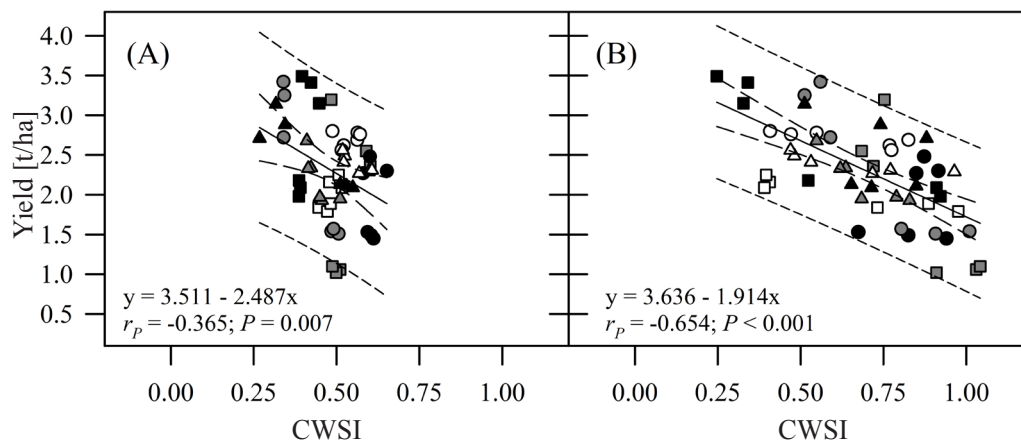 Yield [t/ha]
4.0
3.5
3.0
2.5
2.0
1.5
1.0
0.5
(A)
y = 3.511 - 2.487x
r_P = -0.365; P = 0.007
0.00 0.25 0.50 0.75 1.00
CWSI
(B)
y = 3.636 - 1.914x
r_P = -0.654; P < 0.001
0.00 0.25 0.50 0.75 1.00
CWSI